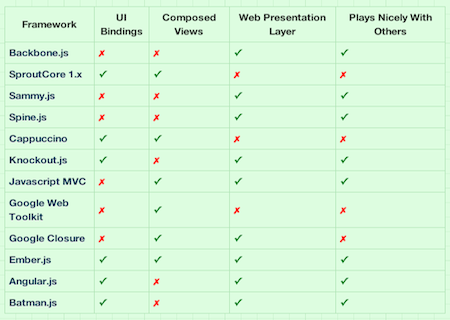 Framework UI Bindings Composed Views Web Presentation Layer Plays Nicely With Others
Backbone.js ✗ ✗ ✓ ✓
SproutCore 1.x ✓ ✓ ✗ ✗
Sammy.js ✗ ✗ ✓ ✓
Spine.js ✗ ✗ ✓ ✓
Cappuccino ✓ ✓ ✗ ✗
Knockout.js ✓ ✗ ✓ ✓
Javascript MVC ✗ ✓ ✓ ✓
Google Web Toolkit ✗ ✓ ✗ ✗
Google Closure ✗ ✓ ✓ ✗
Ember.js ✓ ✓ ✓ ✓
Angular.js ✓ ✗ ✓ ✓
Batman.js ✓ ✗ ✓ ✓